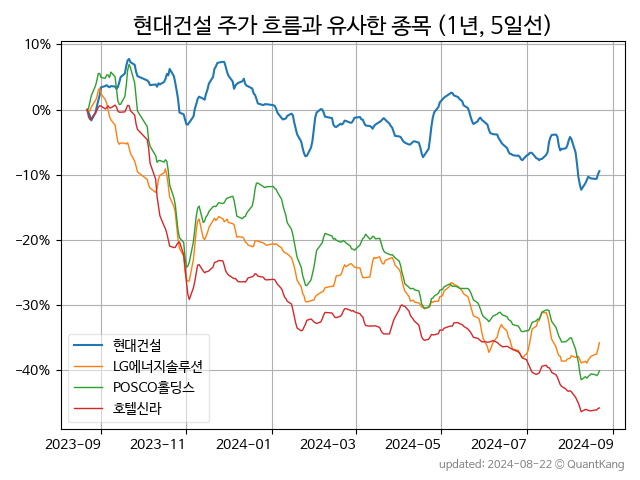 현대건설 주가 흐름과 유사한 종목 (1년, 5일선)
10%
0%
−10%
−20%
−30%
−40%
현대건설
LG에너지솔루션
POSCO홀딩스
호텔신라
2023-09 2023-11 2024-01 2024-03 2024-05 2024-07 2024-09
updated: 2024-08-22 © QuantKang